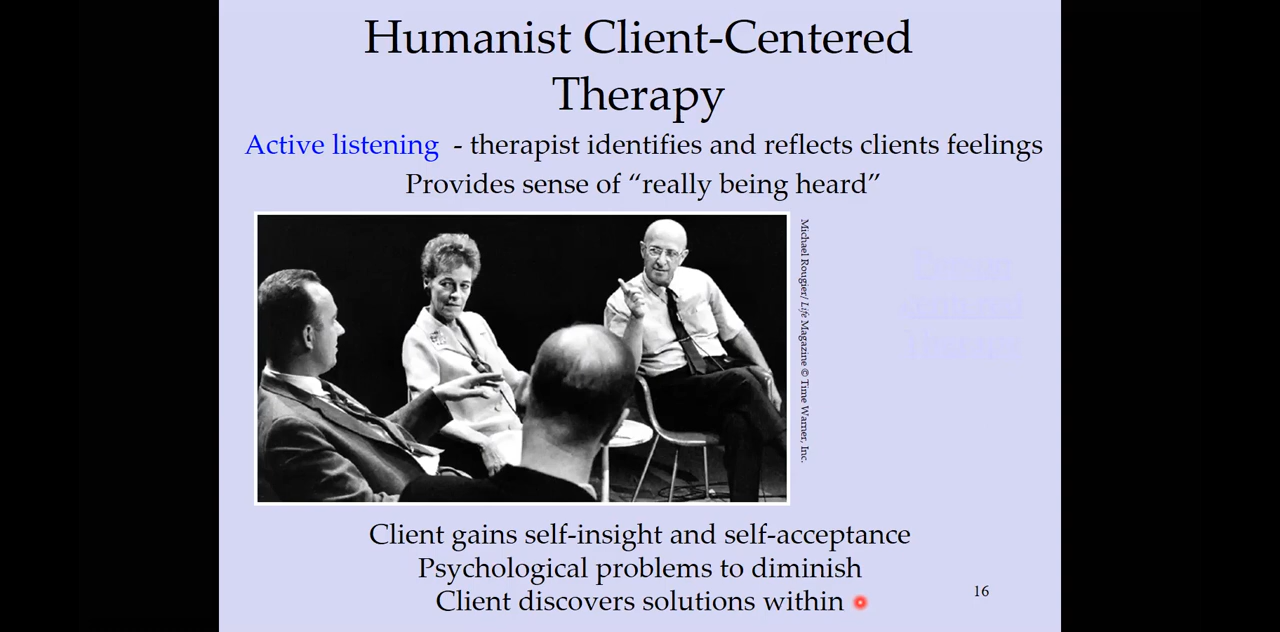 Humanist Client-Centered
Therapy
Active listening - therapist identifies and reflects clients feelings
Provides sense of “really being heard”
Michael Rougier/ Life Magazine © Time Warner, Inc.
Client gains self-insight and self-acceptance
Psychological problems to diminish
Client discovers solutions within
16